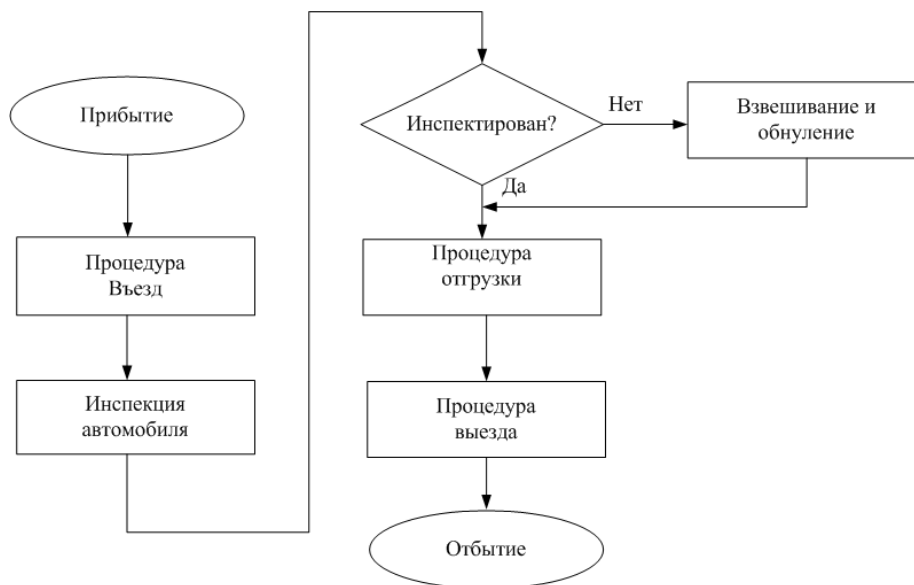 Прибытие
Процедура
Въезд
Инспекция
автомобиля
Инспектирован?
Нет
Взвешивание и
обнуление
Да
Процедура
отгрузки
Процедура
выезда
Отбытие